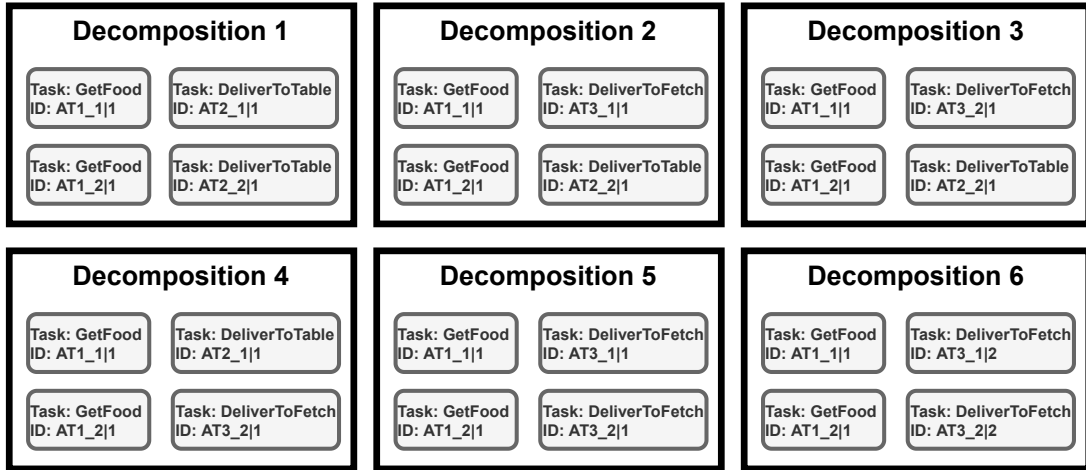 Decomposition 1
Task: GetFood
ID: AT1_1|1
Task: DeliverToTable
ID: AT2_1|1
Task: GetFood
ID: AT1_2|1
Task: DeliverToTable
ID: AT2_2|1
Decomposition 2
Task: GetFood
ID: AT1_1|1
Task: DeliverToFetch
ID: AT3_1|1
Task: GetFood
ID: AT1_2|1
Task: DeliverToTable
ID: AT2_2|1
Decomposition 3
Task: GetFood
ID: AT1_1|1
Task: DeliverToFetch
ID: AT3_2|1
Task: GetFood
ID: AT1_2|1
Task: DeliverToTable
ID: AT2_2|1
Decomposition 4
Task: GetFood
ID: AT1_1|1
Task: DeliverToTable
ID: AT2_1|1
Task: GetFood
ID: AT1_2|1
Task: DeliverToFetch
ID: AT3_2|1
Decomposition 5
Task: GetFood
ID: AT1_1|1
Task: DeliverToFetch
ID: AT3_1|1
Task: GetFood
ID: AT1_2|1
Task: DeliverToFetch
ID: AT3_2|1
Decomposition 6
Task: GetFood
ID: AT1_1|1
Task: DeliverToFetch
ID: AT3_1|2
Task: GetFood
ID: AT1_2|1
Task: DeliverToFetch
ID: AT3_2|2